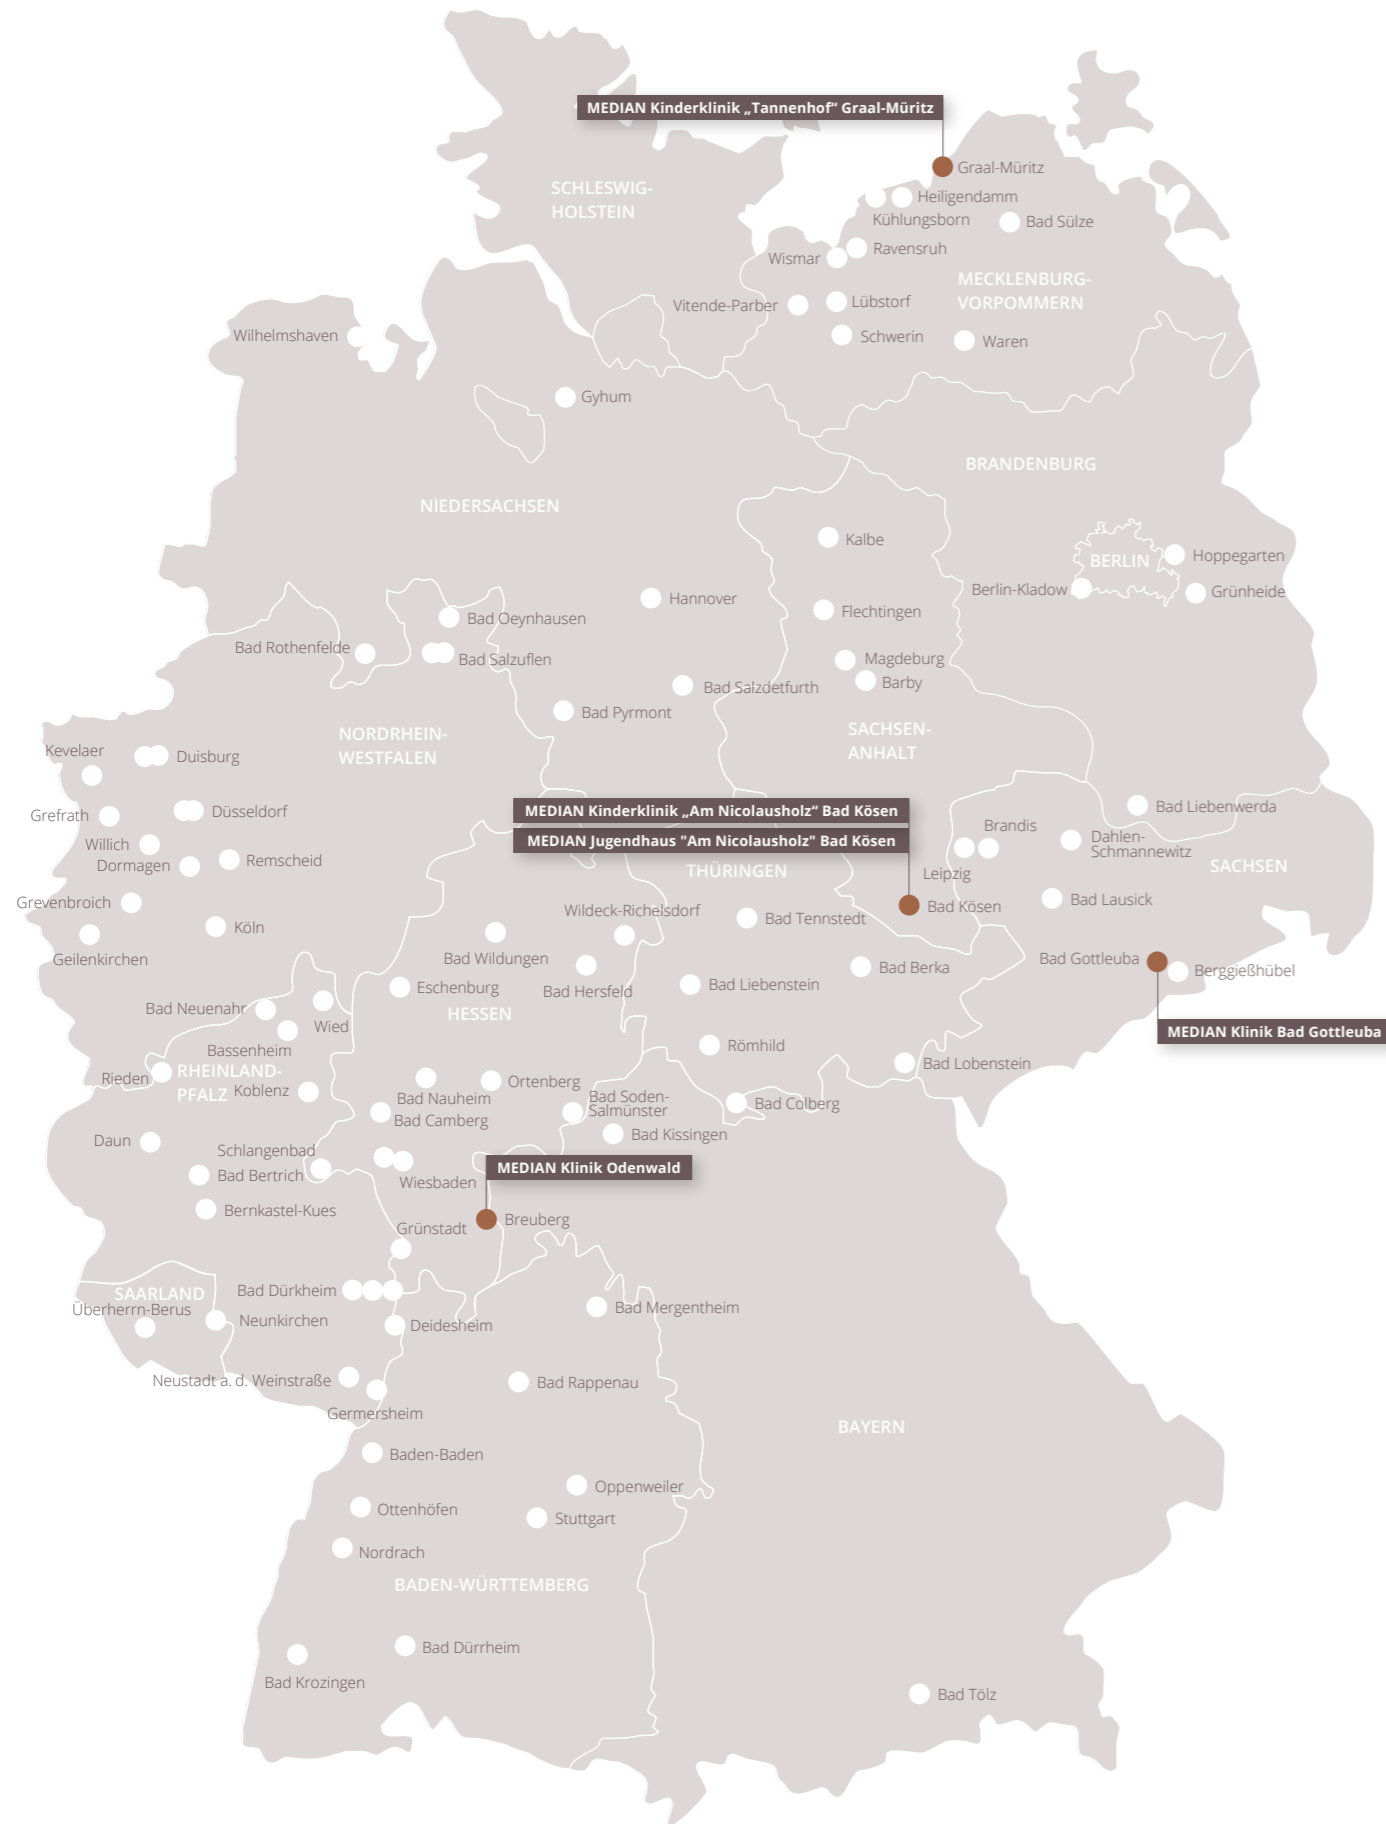 MEDIAN Kinderklinik „Tannenhof“ Graal-Müritz
Graal-Müritz
SCHLESWIG-
HOLSTEIN
Heiligendamm
Kühlungsborn
Bad Sülze
Ravensruh
Wismar
MECKLENBURG-
VORPOMMERN
Vitende-Parber
Lübstorf
Wilhelmshaven
Schwerin
Waren
Gyhum
BRANDENBURG
NIEDERSACHSEN
Kalbe
BERLIN
Hoppegarten
Berlin-Kladow
Grünheide
Hannover
Flechtingen
Bad Oeynhausen
Bad Rothenfelde
Bad Salzuflen
Magdeburg
Barby
Bad Salzdetfurth
Bad Pyrmont
NORDRHEIN-
WESTFALEN
SACHSEN-
ANHALT
Kevelaer
Duisburg
Grefrath
Düsseldorf
MEDIAN Kinderklinik „Am Nicolausholz“ Bad Kösen
MEDIAN Jugendhaus "Am Nicolausholz" Bad Kösen
Bad Liebenwerda
Brandis
Dahlen-
Schmannewitz
Willich
Dormagen
Remscheid
THÜRINGEN
Leipzig
SACHSEN
Grevenbroich
Bad Lausick
Wildeck-Richelsdorf
Bad Tennstedt
Bad Kösen
Köln
Geilenkirchen
Bad Wildungen
Bad Gottleuba
Berggießhübel
Bad Berka
Eschenburg
Bad Hersfeld
Bad Liebenstein
HESSEN
Bad Neuenahr
Wied
MEDIAN Klinik Bad Gottleuba
Bassenheim
Römhild
Bad Lobenstein
Rieden
RHEINLAND-
PFALZ
Koblenz
Ortenberg
Bad Nauheim
Bad Soden-
Salmünster
Bad Colberg
Bad Camberg
Bad Kissingen
Daun
Schlangenbad
Bad Bertrich
MEDIAN Klinik Odenwald
Wiesbaden
Bernkastel-Kues
Breuberg
Grünstadt
SAARLAND
Bad Dürkheim
Überherrn-Berus
Bad Mergentheim
Neunkirchen
Deidesheim
Neustadt a. d. Weinstraße
Bad Rappenau
Germersheim
BAYERN
Baden-Baden
Oppenweiler
Ottenhöfen
Stuttgart
Nordrach
BADEN-WÜRTTEMBERG
Bad Dürrheim
Bad Krozingen
Bad Tölz